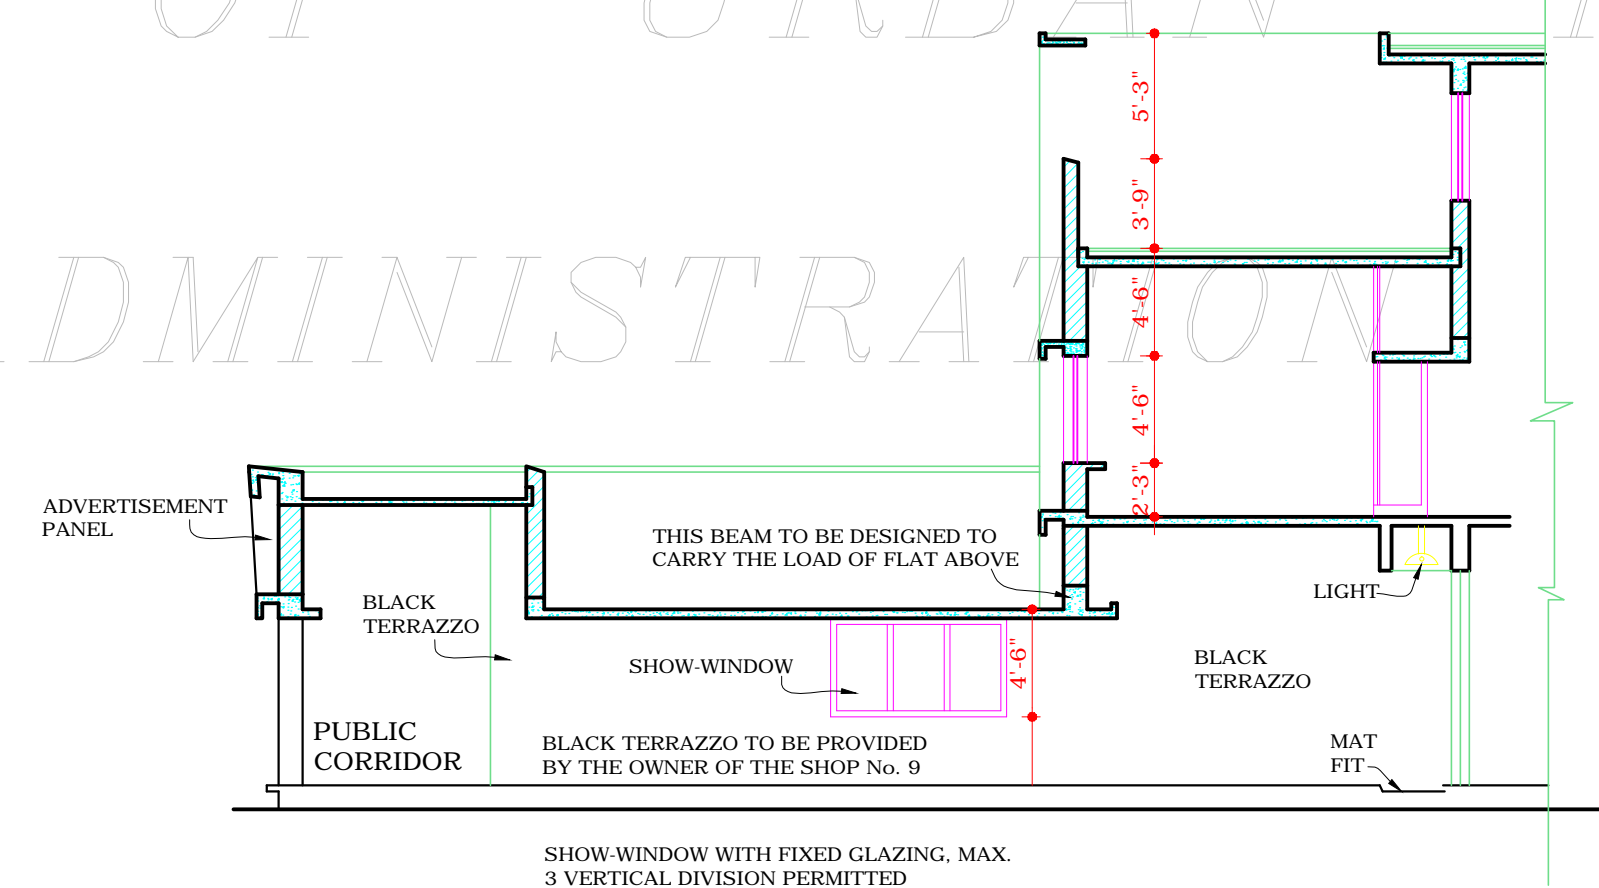 OF URBAN
5'-3"
3'-9"
DMINISTRATION
4'-6"
4'-6"
2'-3"
ADVERTISEMENT
PANEL
THIS BEAM TO BE DESIGNED TO
CARRY THE LOAD OF FLAT ABOVE
LIGHT
BLACK
TERRAZZO
SHOW-WINDOW
4'-6"
BLACK
TERRAZZO
PUBLIC
CORRIDOR
BLACK TERRAZZO TO BE PROVIDED
BY THE OWNER OF THE SHOP No. 9
MAT
FIT
SHOW-WINDOW WITH FIXED GLAZING, MAX.
3 VERTICAL DIVISION PERMITTED